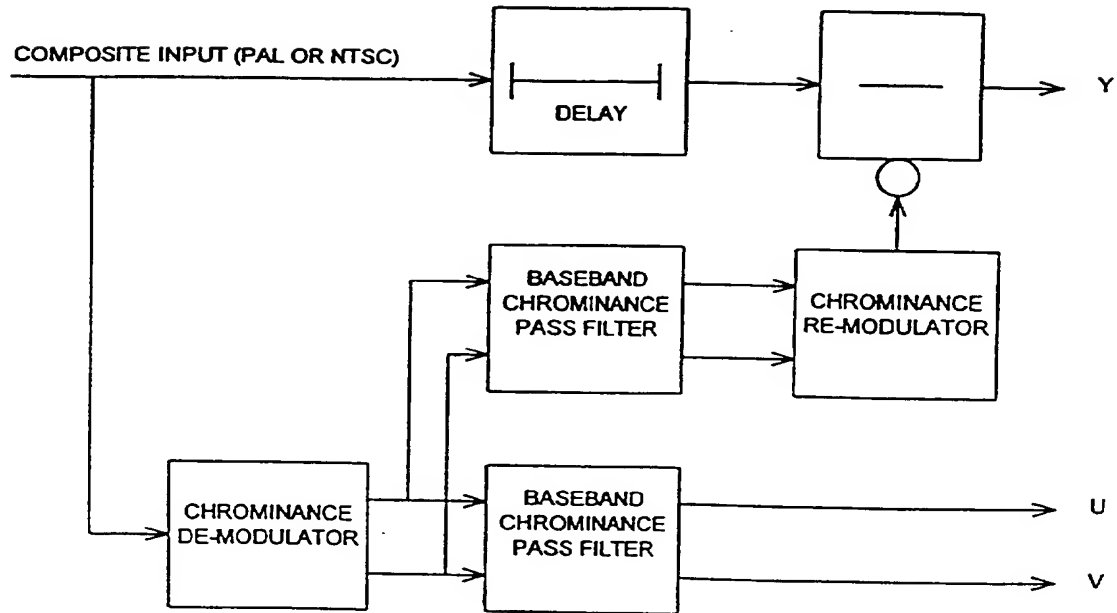 COMPOSITE INPUT (PAL OR NTSC)
DELAY
Y
BASEBAND
CHROMINANCE
PASS FILTER
CHROMINANCE
RE-MODULATOR
CHROMINANCE
DE-MODULATOR
BASEBAND
CHROMINANCE
PASS FILTER
U
V